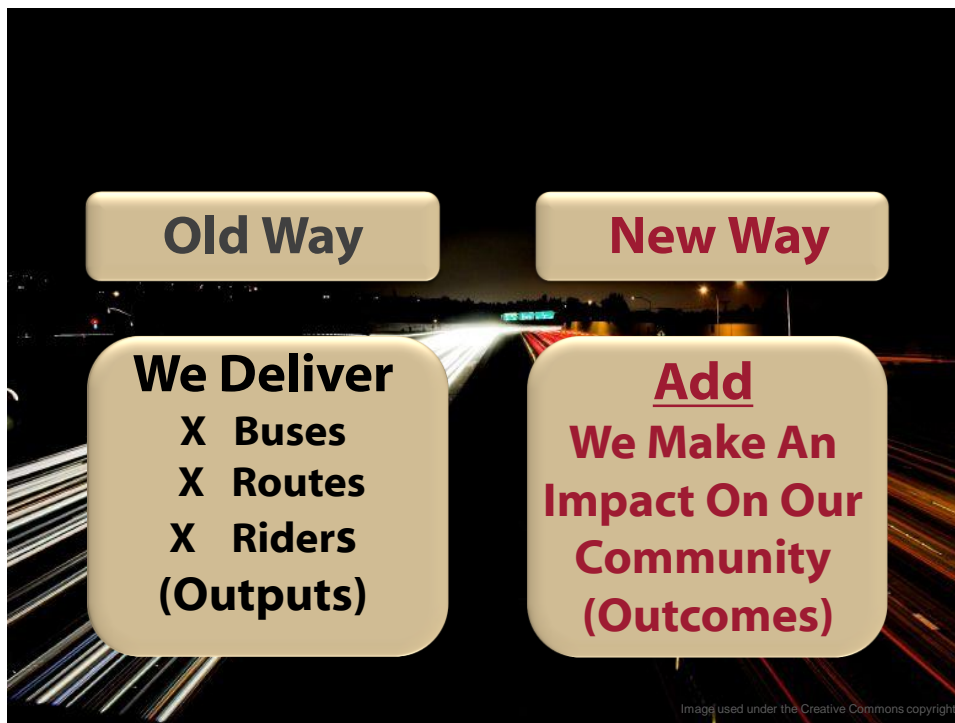 Old Way
New Way
We Deliver
X Buses
X Routes
X Riders
(Outputs)
Add
We Make An
Impact On Our
Community
(Outcomes)
Image used under the Creative Commons copyright